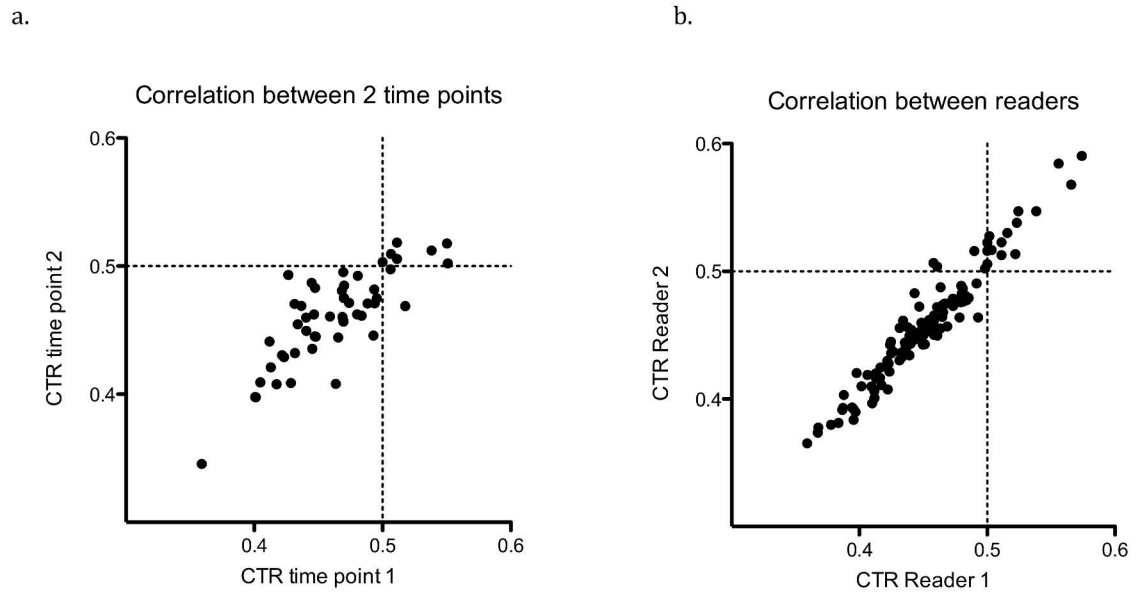 a.
Correlation between 2 time points
0.6
0.5
0.4
CTR time point 2
0.4
0.5
0.6
CTR time point 1
b.
Correlation between readers
0.6
0.5
0.4
CTR Reader 2
0.4
0.5
0.6
CTR Reader 1